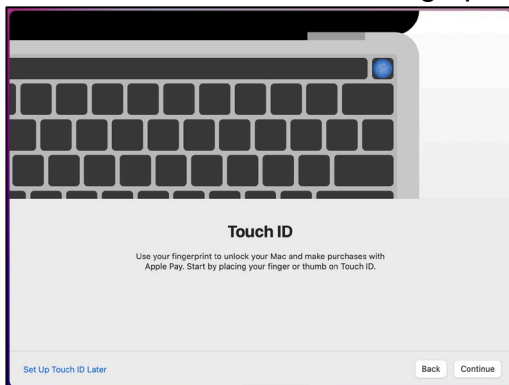 Touch ID
Use your fingerprint to unlock your Mac and make purchases with
Apple Pay. Start by placing your finger or thumb on Touch ID.
Set Up Touch ID Later
Back
Continue